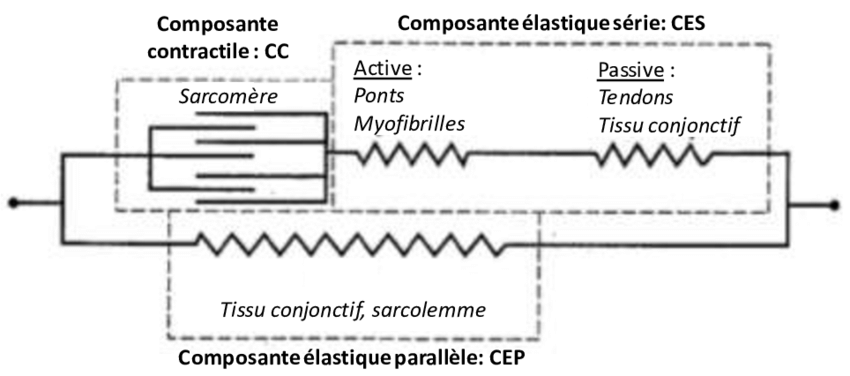 Composante
contractile : CC
Composante élastique série: CES
Sarcomère
Active :
Ponts
Myofibrilles
Passive :
Tendons
Tissu conjonctif
Tissu conjonctif, sarcolemme
Composante élastique parallèle: CEP